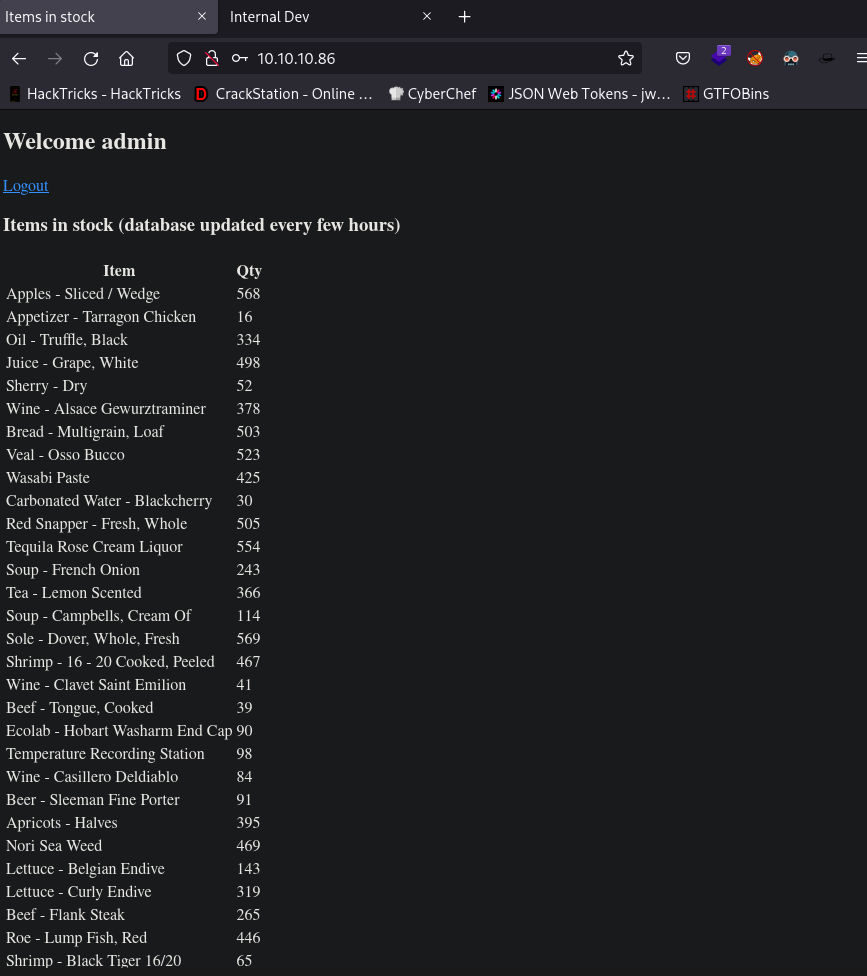 Items in stock
Internal Dev
10.10.10.86
2
HackTricks - HackTricks
CrackStation - Online ...
CyberChef
JSON Web Tokens - jw...
GTFOBins
Welcome admin
Logout
Items in stock (database updated every few hours)
Item Qty
Apples - Sliced / Wedge 568
Appetizer - Tarragon Chicken 16
Oil - Truffle, Black 334
Juice - Grape, White 498
Sherry - Dry 52
Wine - Alsace Gewurztraminer 378
Bread - Multigrain, Loaf 503
Veal - Osso Bucco 523
Wasabi Paste 425
Carbonated Water - Blackcherry 30
Red Snapper - Fresh, Whole 505
Tequila Rose Cream Liquor 554
Soup - French Onion 243
Tea - Lemon Scented 366
Soup - Campbells, Cream Of 114
Sole - Dover, Whole, Fresh 569
Shrimp - 16 - 20 Cooked, Peeled 467
Wine - Clavet Saint Emilion 41
Beef - Tongue, Cooked 39
Ecolab - Hobart Washarm End Cap 90
Temperature Recording Station 98
Wine - Casillero Deldiablo 84
Beer - Sleeman Fine Porter 91
Apricots - Halves 395
Nori Sea Weed 469
Lettuce - Belgian Endive 143
Lettuce - Curly Endive 319
Beef - Flank Steak 265
Roe - Lump Fish, Red 446
Shrimp - Black Tiger 16/20 65